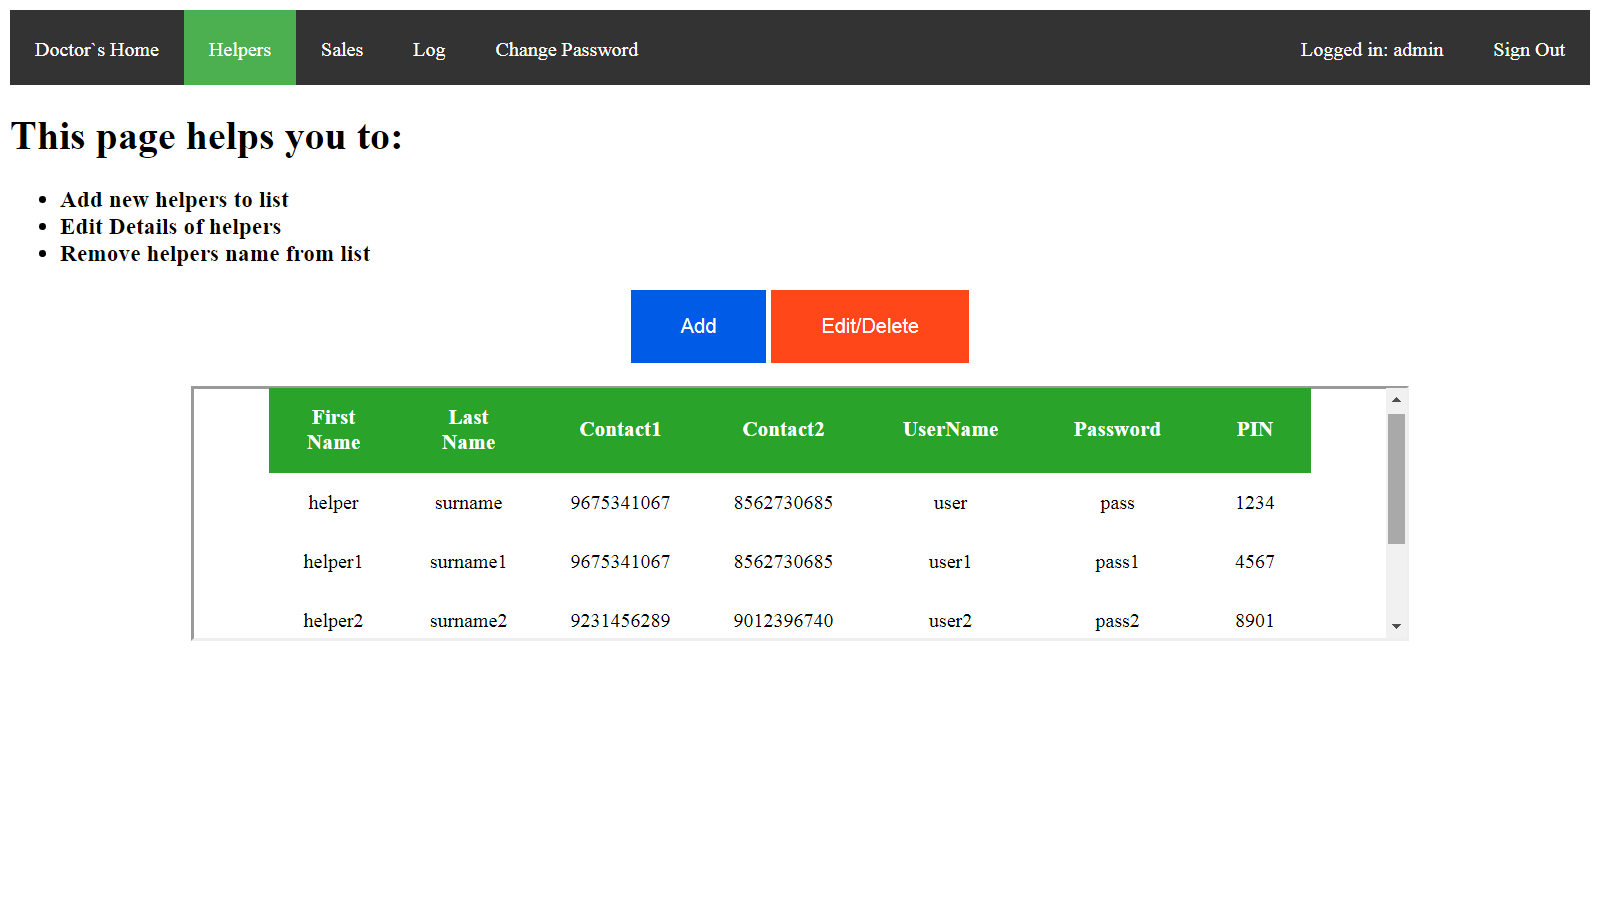 Doctor`s Home Helpers Sales Log Change Password Logged in: admin Sign Out
This page helps you to:
Add new helpers to list
Edit Details of helpers
Remove helpers name from list
Add Edit/Delete
First Name Last Name Contact1 Contact2 UserName Password PIN
helper surname 9675341067 8562730685 user pass 1234
helper1 surname1 9675341067 8562730685 user1 pass1 4567
helper2 surname2 9231456289 9012396740 user2 pass2 8901